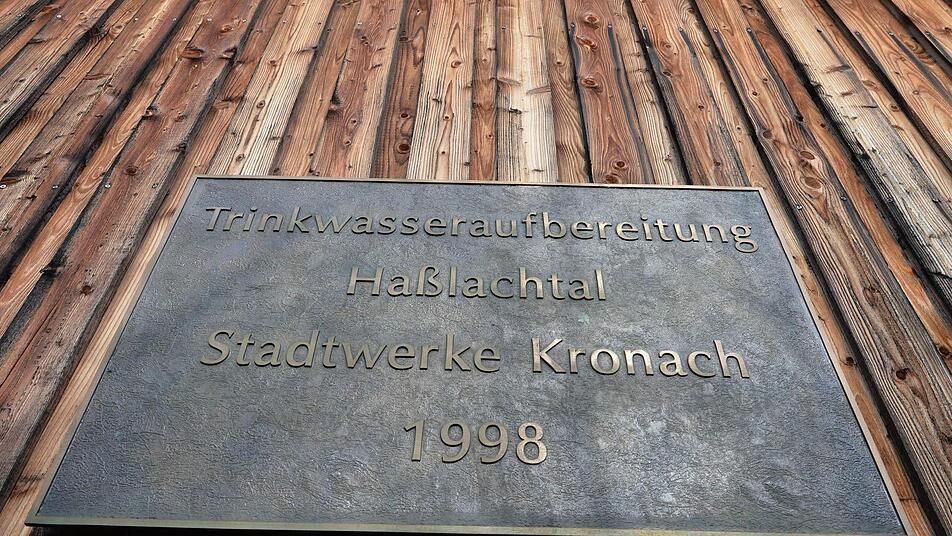 Trinkwasseraufbereitung
Haßlachtal
Stadtwerke Kronach
1998